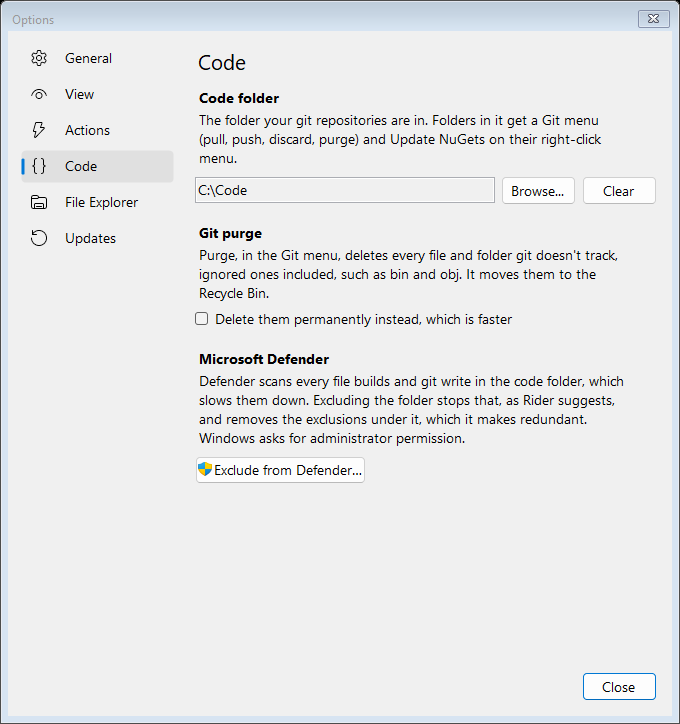 Options
General
View
Actions
Code
File Explorer
Updates
Code
Code folder
The folder your git repositories are in. Folders in it get a Git menu
(pull, push, discard, purge) and Update NuGets on their right-click
menu.
C:\Code
Browse...
Clear
Git purge
Purge, in the Git menu, deletes every file and folder git doesn't track,
ignored ones included, such as bin and obj. It moves them to the
Recycle Bin.
Delete them permanently instead, which is faster
Microsoft Defender
Defender scans every file builds and git write in the code folder, which
slows them down. Excluding the folder stops that, as Rider suggests,
and removes the exclusions under it, which it makes redundant.
Windows asks for administrator permission.
Exclude from Defender...
Close